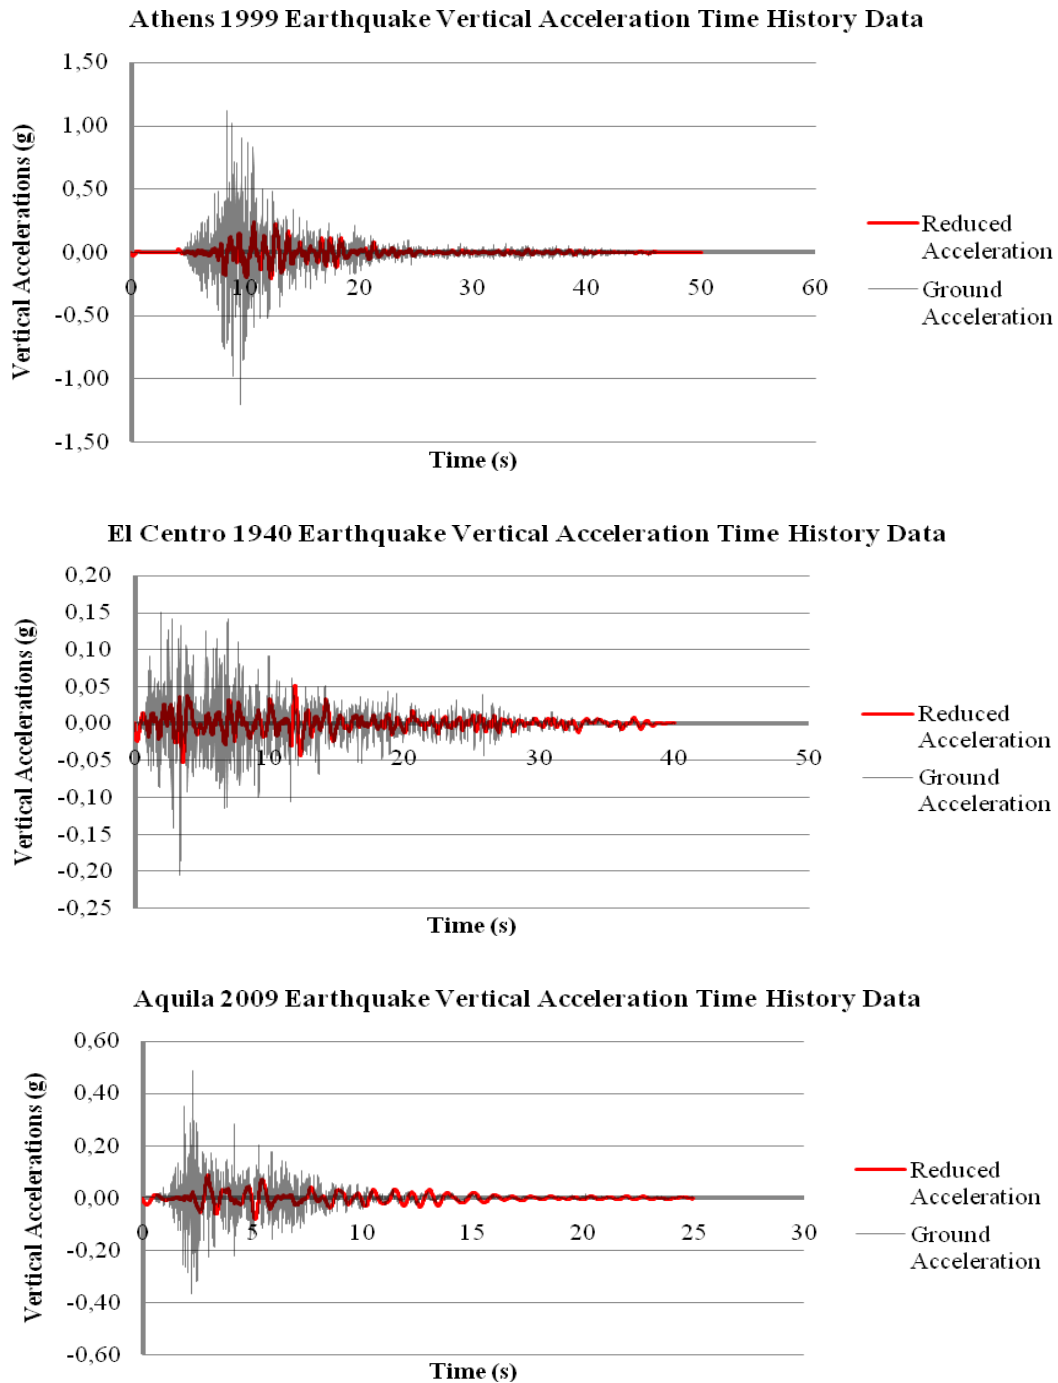 Athens 1999 Earthquake Vertical Acceleration Time History Data
Vertical Accelerations (g)
1,50
1,00
0,50
0,00
-0,50
-1,00
-1,50
0 10 20 30 40 50 60
Time (s)
Reduced
Acceleration
Ground
Acceleration
El Centro 1940 Earthquake Vertical Acceleration Time History Data
Vertical Accelerations (g)
0,20
0,15
0,10
0,05
0,00
-0,05
-0,10
-0,15
-0,20
-0,25
0 10 20 30 40 50
Time (s)
Reduced
Acceleration
Ground
Acceleration
Aquila 2009 Earthquake Vertical Acceleration Time History Data
Vertical Accelerations (g)
0,60
0,40
0,20
0,00
-0,20
-0,40
-0,60
0 5 10 15 20 25 30
Time (s)
Reduced
Acceleration
Ground
Acceleration